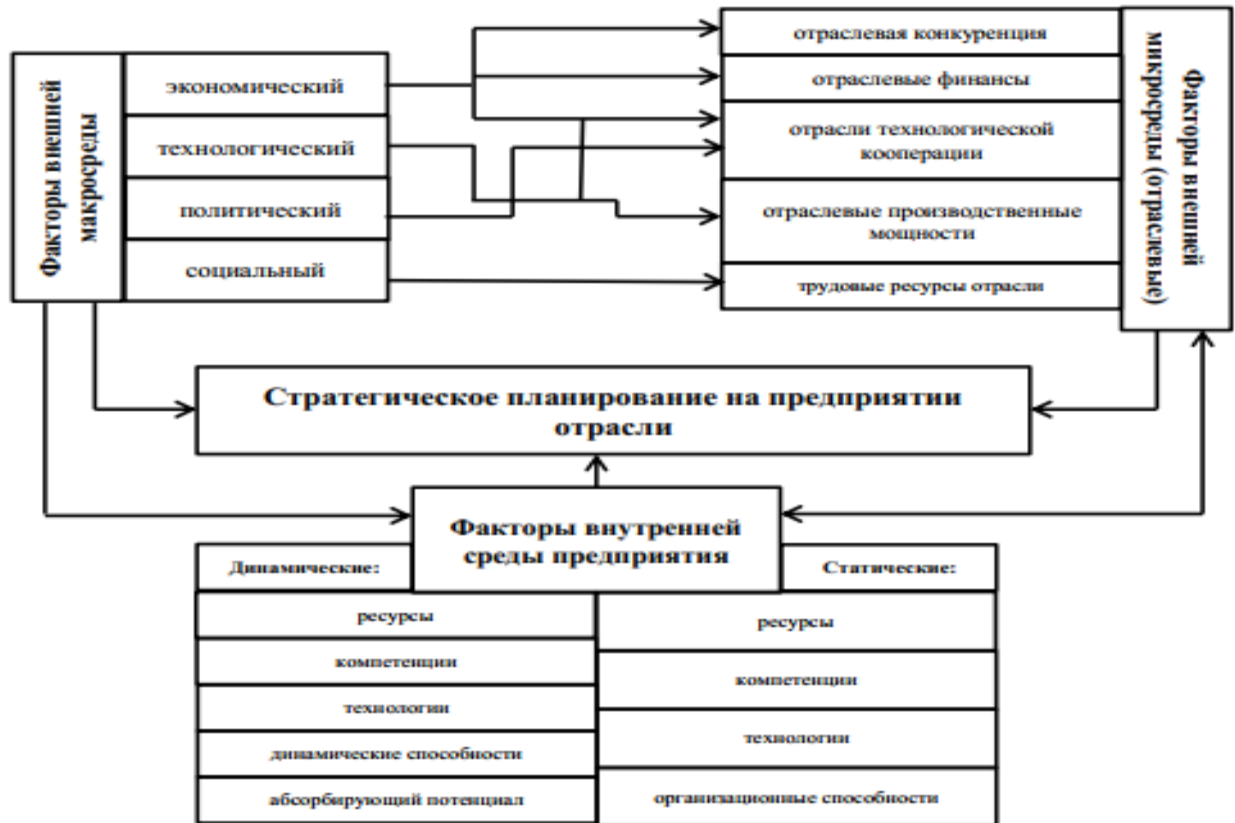 Факторы внешней
макросреды
экономический
технологический
политический
социальный
отраслевая конкуренция
отраслевые финансы
отрасли технологической
кооперации
отраслевые производственные
мощности
трудовые ресурсы отрасли
Факторы внешней
микросреды (отраслевые)
Стратегическое планирование на предприятии
отрасли
Факторы внутренней
среды предприятия
Динамические:
ресурсы
компетенции
технологии
динамические способности
абсорбирующий потенциал
Статические:
ресурсы
компетенции
технологии
организационные способности